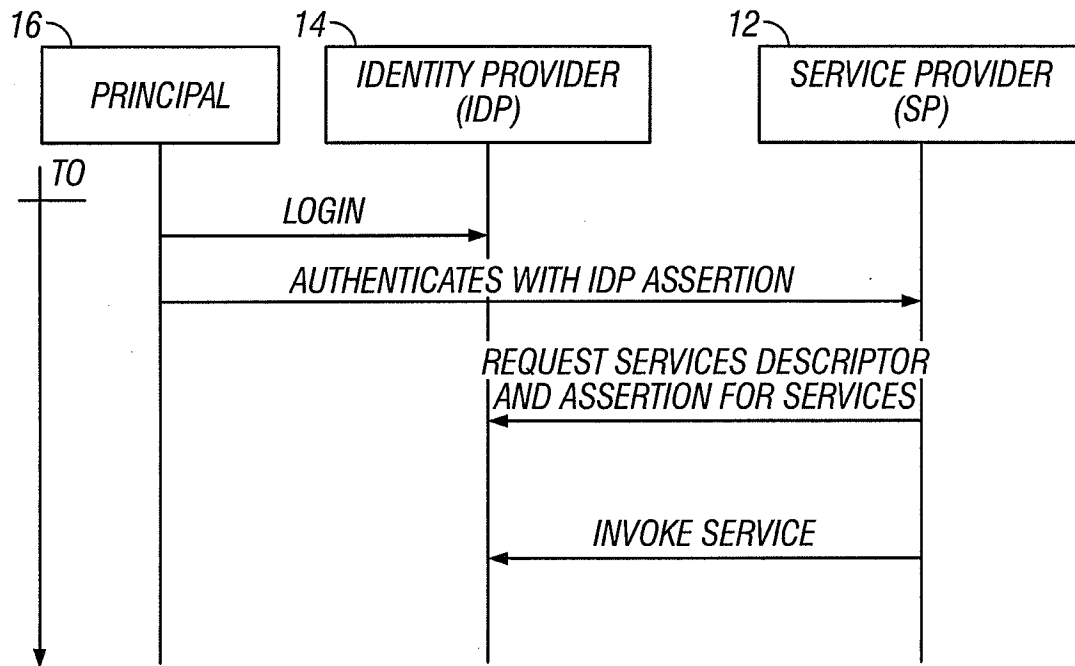 16
14
12
PRINCIPAL
IDENTITY PROVIDER
(IDP)
SERVICE PROVIDER
(SP)
TO
LOGIN
AUTHENTICATES WITH IDP ASSERTION
REQUEST SERVICES DESCRIPTOR
AND ASSERTION FOR SERVICES
INVOKE SERVICE